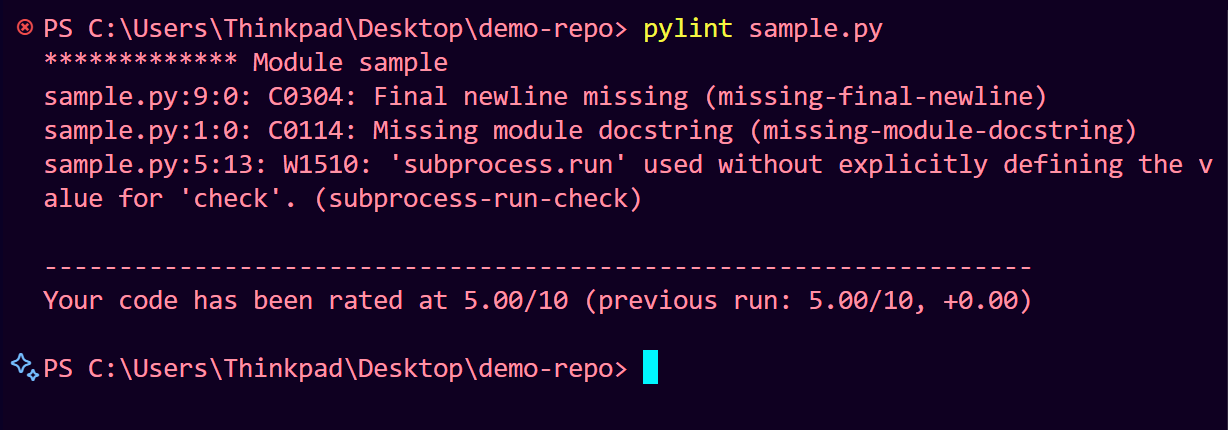 PS C:\Users\Thinkpad\Desktop\demo-repo> pylint sample.py
************* Module sample
sample.py:9:0: C0304: Final newline missing (missing-final-newline)
sample.py:1:0: C0114: Missing module docstring (missing-module-docstring)
sample.py:5:13: W1510: 'subprocess.run' used without explicitly defining the v
alue for 'check'. (subprocess-run-check)
------------------------------------------------------------------
Your code has been rated at 5.00/10 (previous run: 5.00/10, +0.00)
PS C:\Users\Thinkpad\Desktop\demo-repo>